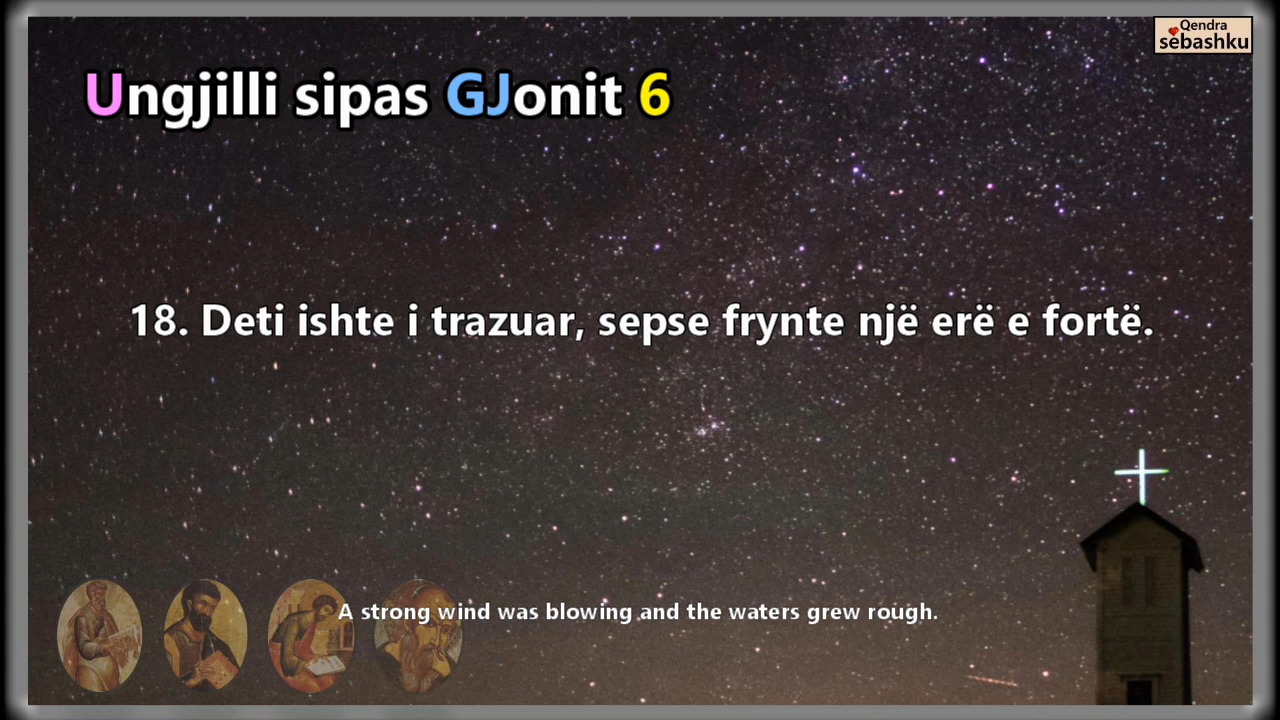 Qendra
sëbashku
Ungjilli sipas GJonit 6
18. Deti ishte i trazuar, sepse frynte një erë e fortë.
A strong wind was blowing and the waters grew rough.